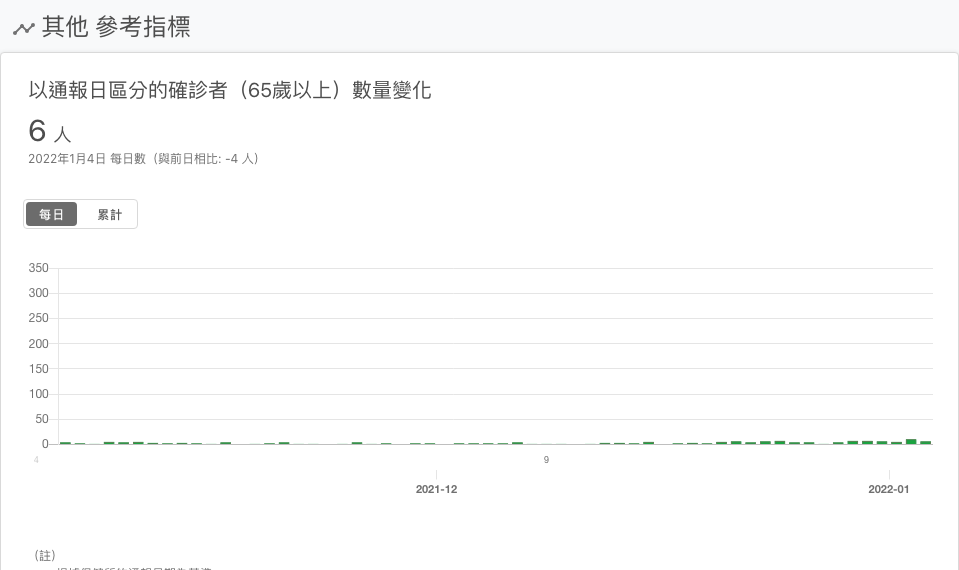 其他 參考指標
以通報日區分的確診者（65歲以上）數量變化
6 人
2022年1月4日 每日數（與前日相比: -4 人）
每日 累計
350
300
250
200
150
100
50
0
4 9
2021-12 2022-01
（註）